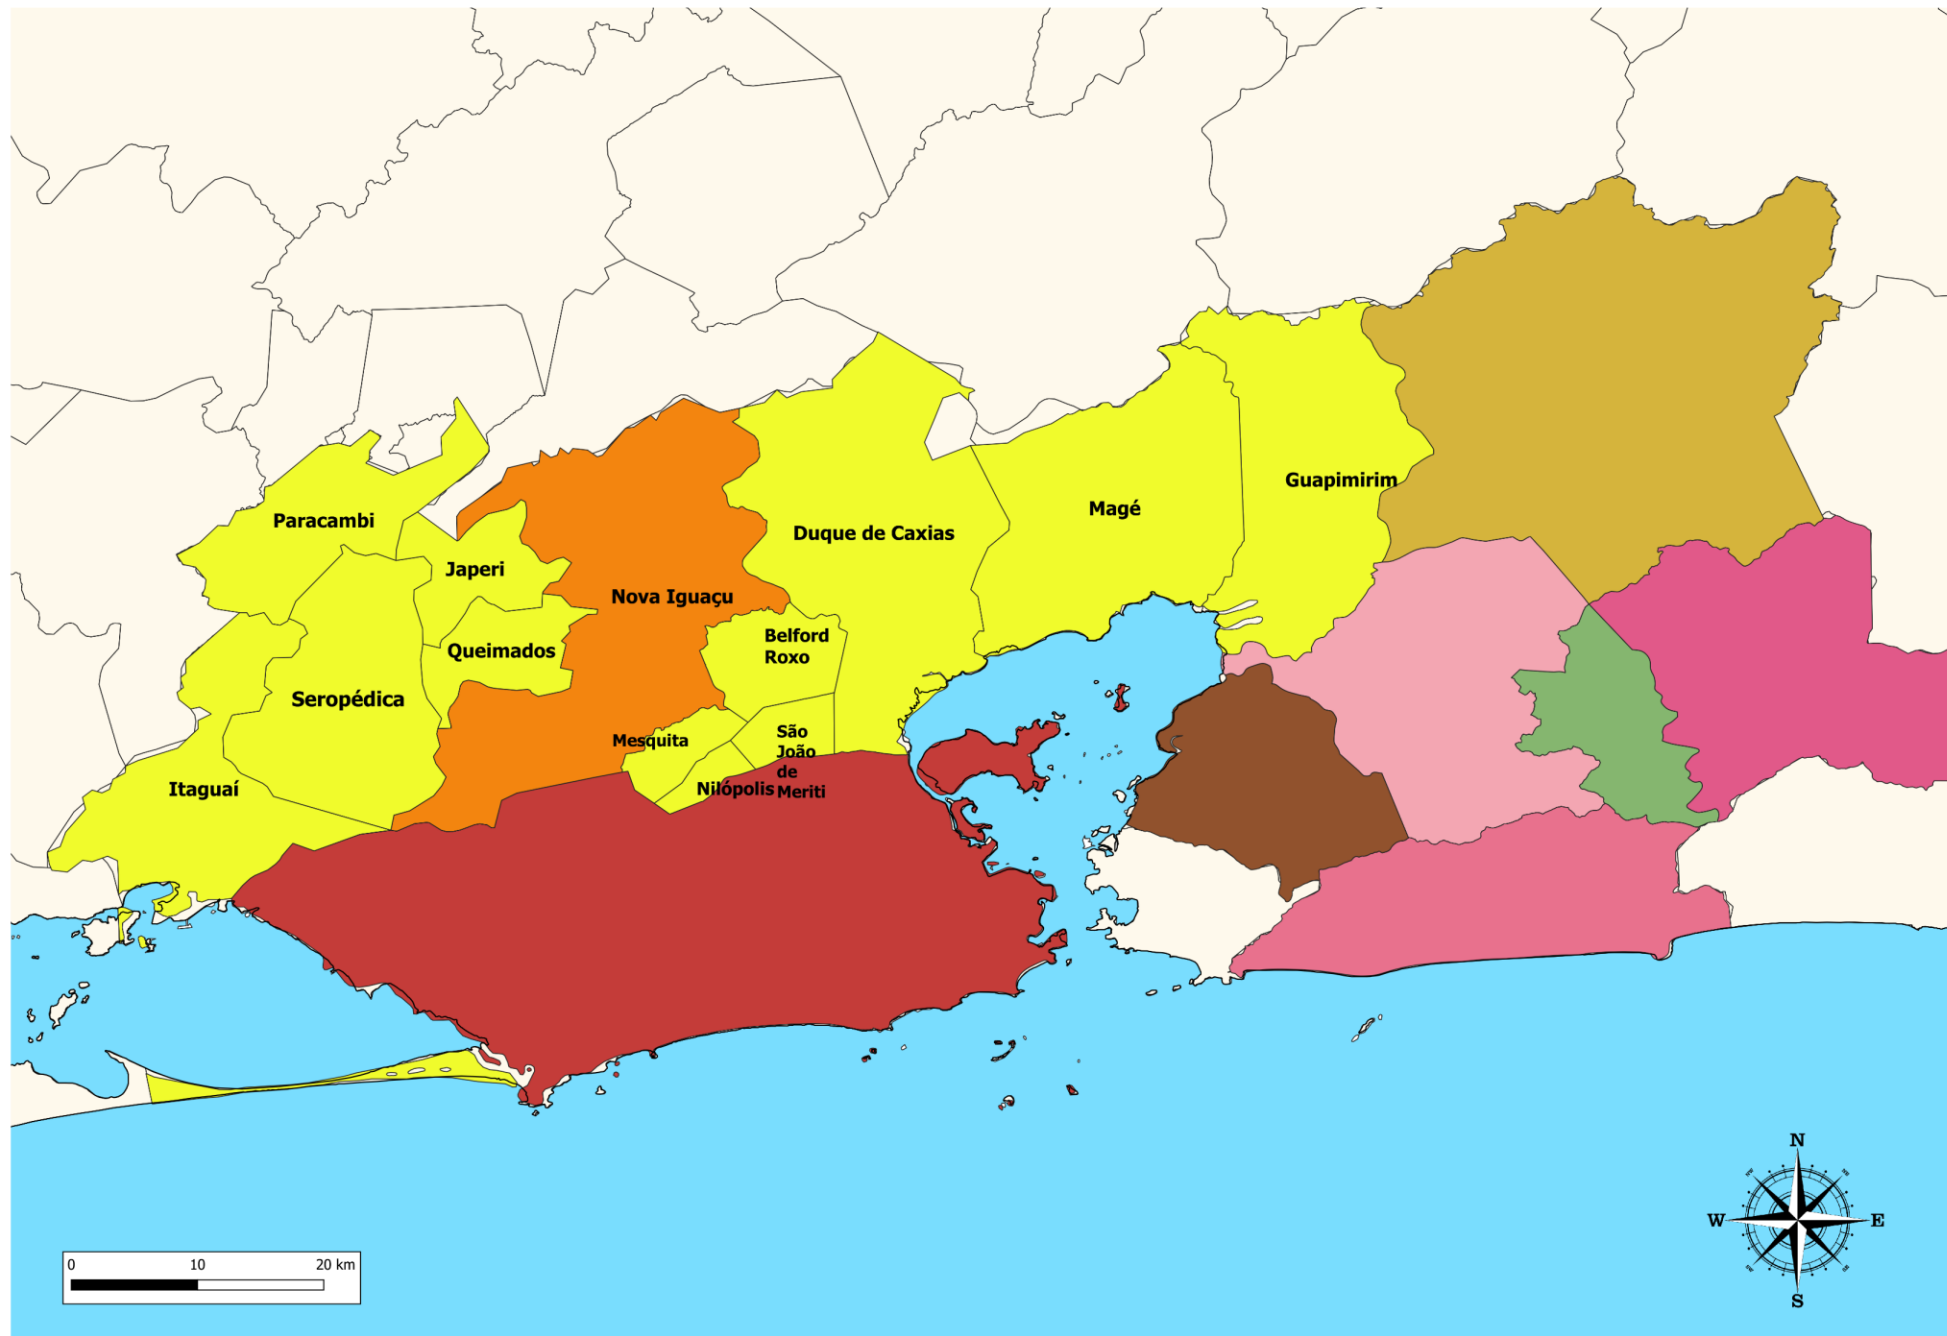 Guapimirim
Magé
Paracambi
Duque de Caxias
Japeri
Nova Iguaçu
Belford
Roxo
Queimados
Seropédica
São
João
de
Meriti
Mesquita
Nilópolis
Itaguaí
N
W
E
S
0 10 20 km